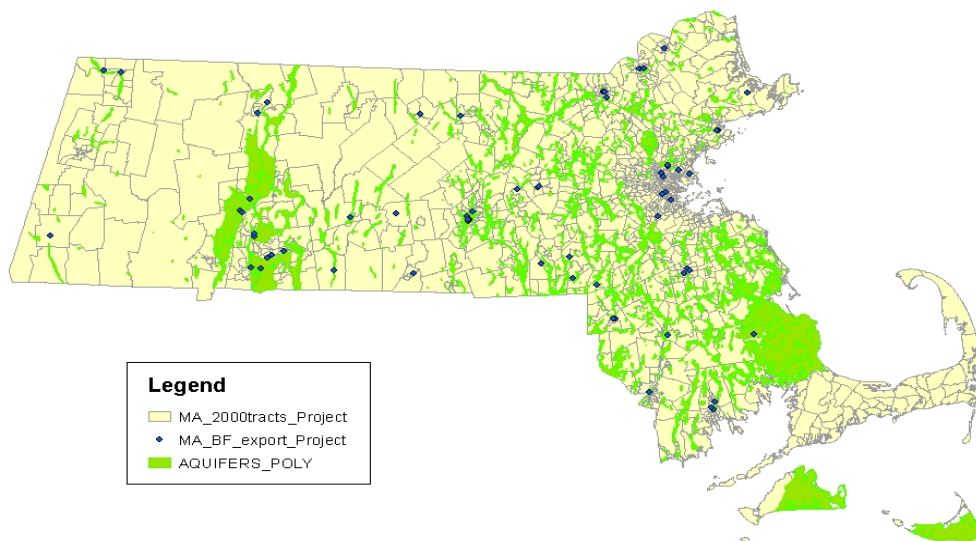 Legend
MA_2000tracts_Project
MA_BF_export_Project
AQUIFERS_POLY